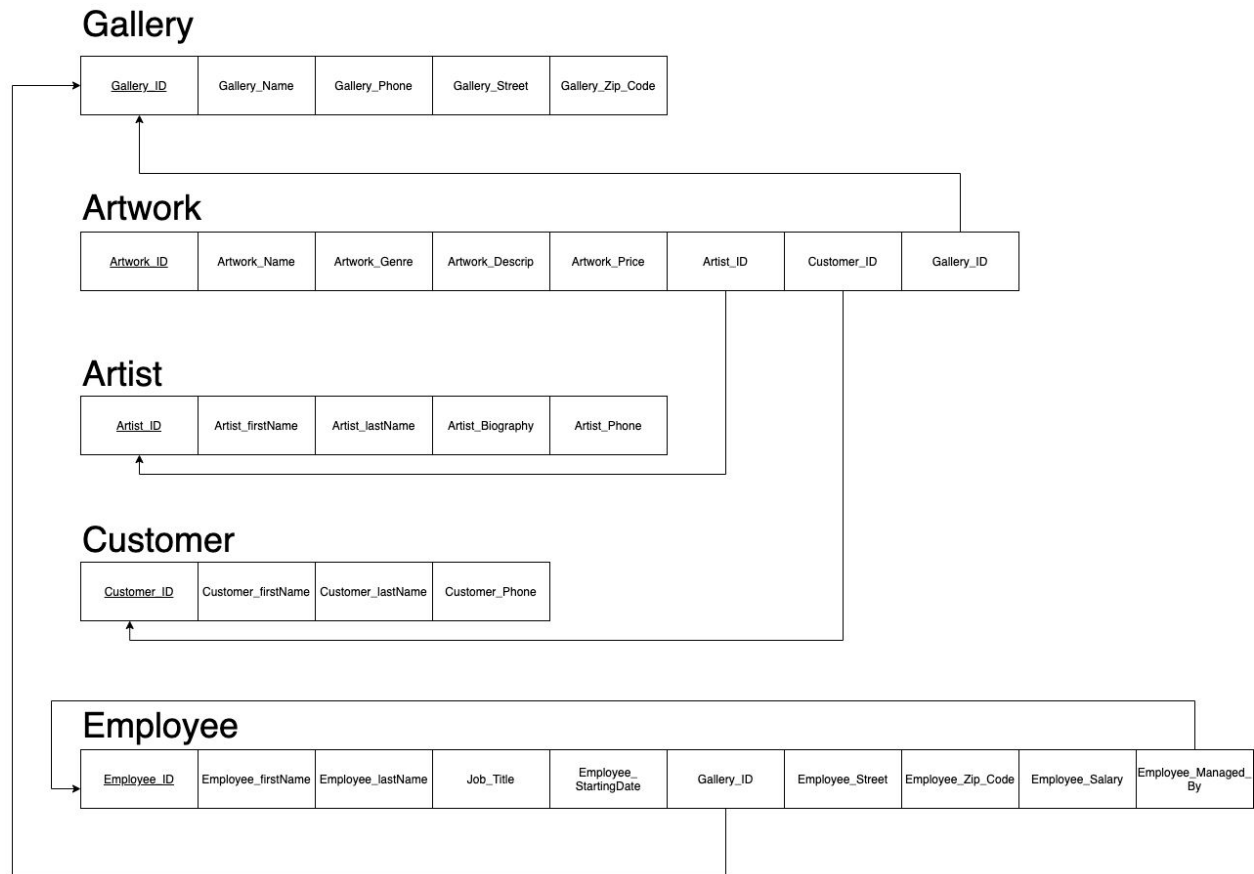 Gallery
Gallery_ID Gallery_Name Gallery_Phone Gallery_Street Gallery_Zip_Code
Artwork
Artwork_ID Artwork_Name Artwork_Genre Artwork_Descrip Artwork_Price Artist_ID Customer_ID Gallery_ID
Artist
Artist_ID Artist_firstName Artist_lastName Artist_Biography Artist_Phone
Customer
Customer_ID Customer_firstName Customer_lastName Customer_Phone
Employee
Employee_ID Employee_firstName Employee_lastName Job_Title Employee_
StartingDate Gallery_ID Employee_Street Employee_Zip_Code Employee_Salary Employee_Managed_
By